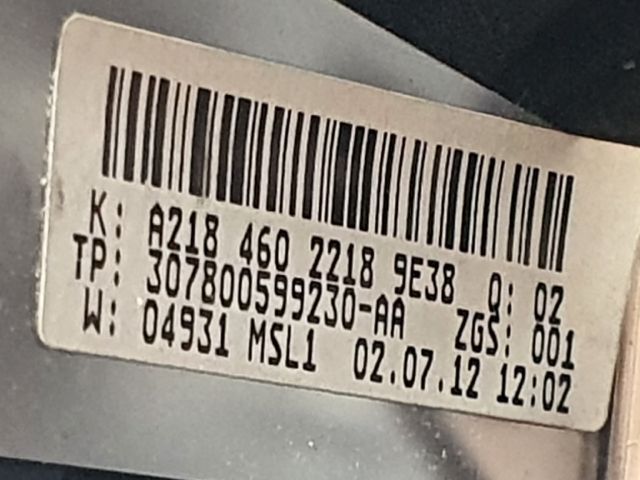 K: A218 460 2218 9E38 Q: 02
TP: 307800599230-AA ZGS: 001
W: 04931 MSL1 02.07.12 12:02